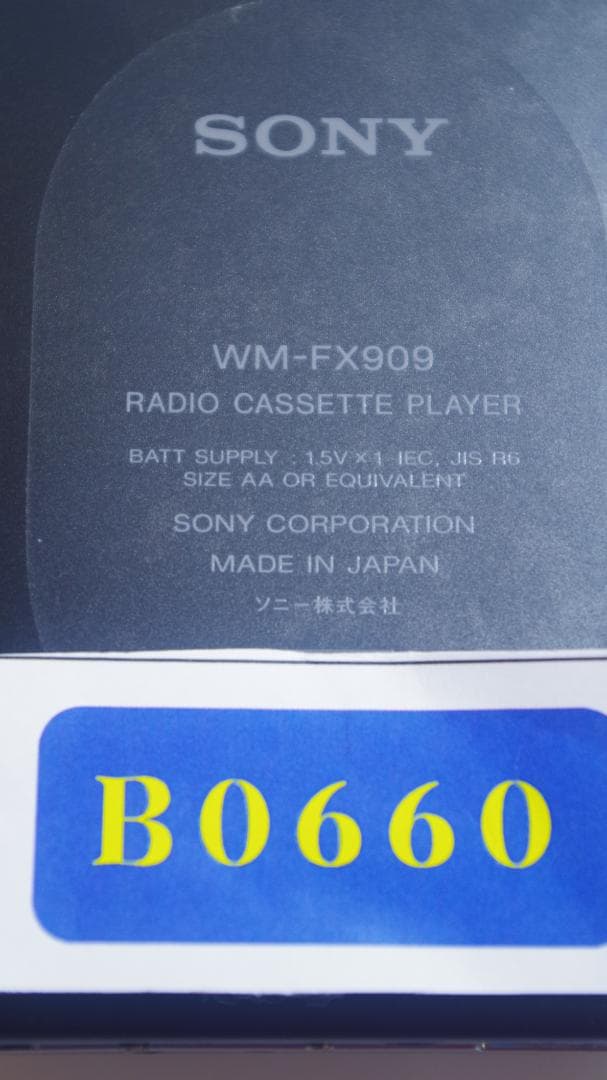 SONY
WM-FX909
RADIO CASSETTE PLAYER
BATT SUPPLY : 1.5V × 1 IEC, JIS R6
SIZE AA OR EQUIVALENT
SONY CORPORATION
MADE IN JAPAN
ソニー株式会社
B0660